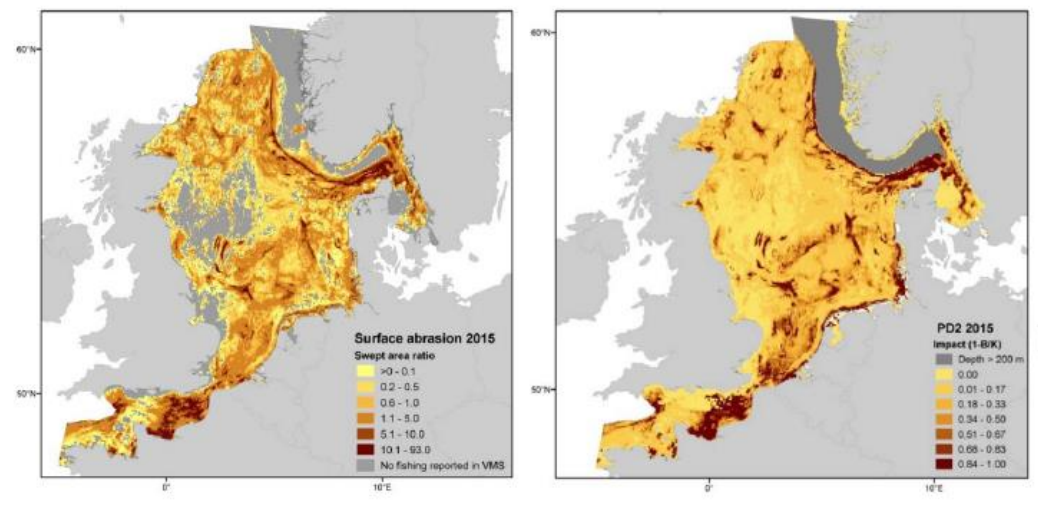 60°N
50°N
0°
10°E
Surface abrasion 2015
Swept area ratio
>0 - 0.1
0.2 - 0.5
0.6 - 1.0
1.1 - 5.0
5.1 - 10.0
10.1 - 93.0
No fishing reported in VMS
60°N
50°N
0°
10°E
PD2 2015
Impact (1-B/K)
Depth > 200 m
0.00
0.01 - 0.17
0.18 - 0.33
0.34 - 0.50
0.51 - 0.67
0.68 - 0.83
0.84 - 1.00